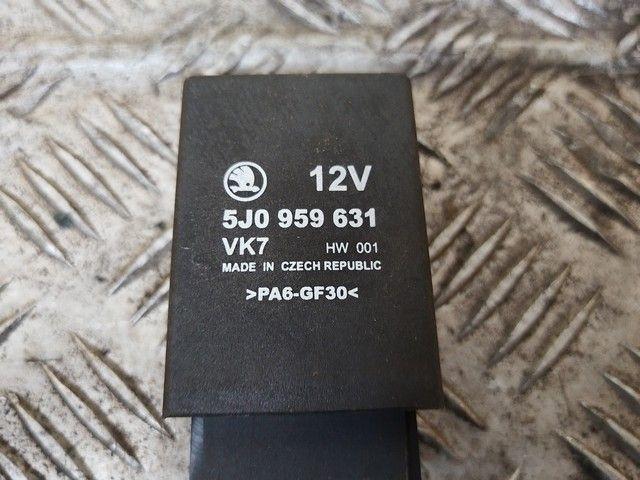 12V
5J0 959 631
VK7 HW 001
MADE IN CZECH REPUBLIC
>PA6-GF30<